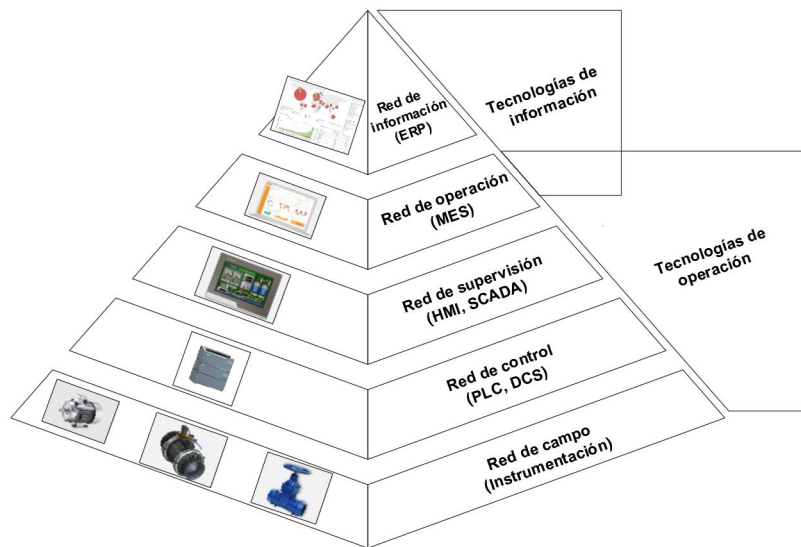 Red de
información
(ERP)
Tecnologías de
información
Red de operación
(MES)
Tecnologías de
operación
Red de supervisión
(HMI, SCADA)
Red de control
(PLC, DCS)
Red de campo
(Instrumentación)